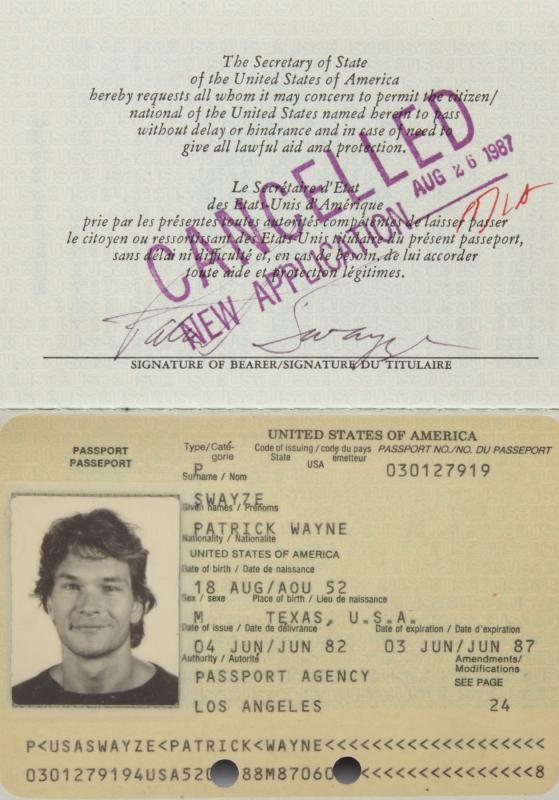 The Secretary of State
of the United States of America
hereby requests all whom it may concern to permit the citizen/
national of the United States named herein to pass
without delay or hindrance and in case of need to
give all lawful aid and protection.
Le Secrétaire d'Etat
des Etats-Unis d'Amérique
prie par les présentes toutes autorités compétentes de laisser passer
le citoyen ou ressortissant des Etats-Unis titulaire du présent passeport,
sans délai ni difficulté et, en cas de besoin, de lui accorder
toute aide et protection légitimes.
CANCELLED
AUG 26 1987
NEW APPLICATION
Patrick Swayze
SIGNATURE OF BEARER/SIGNATURE DU TITULAIRE
UNITED STATES OF AMERICA
PASSPORT
PASSEPORT
Type/Caté-
gorie
P
Code of issuing / code du pays
State USA émetteur
PASSPORT NO./NO. DU PASSEPORT
030127919
Surname / Nom
SWAYZE
Given names / Prénoms
PATRICK WAYNE
Nationality / Nationalité
UNITED STATES OF AMERICA
Date of birth / Date de naissance
18 AUG/AOU 52
Sex / sexe Place of birth / Lieu de naissance
M TEXAS, U.S.A.
Date of issue / Date de délivrance Date of expiration / Date d'expiration
04 JUN/JUN 82 03 JUN/JUN 87
Authority / Autorité Amendments/
Modifications
PASSPORT AGENCY SEE PAGE
LOS ANGELES 24
P<USASWAYZE<PATRICK<WAYNE<<<<<<<<<<<<<<<<<<<
0301279194USA520 88M87060 <<<<<<<<<<<<<<<8